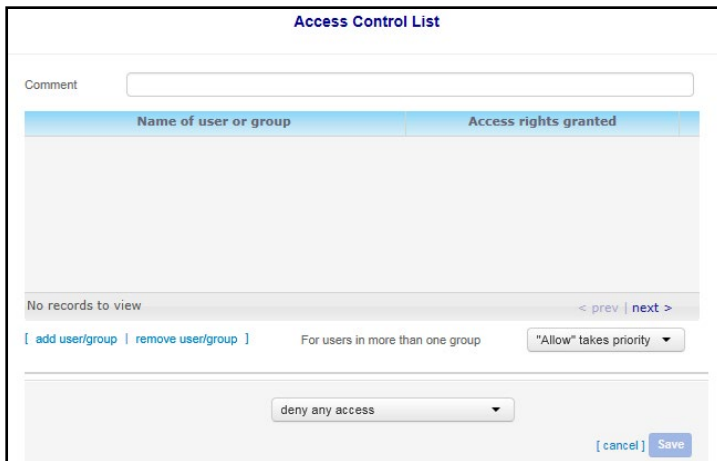 Access Control List
Comment
Name of user or group Access rights granted
No records to view < prev | next >
[ add user/group | remove user/group ] For users in more than one group "Allow" takes priority
deny any access
[ cancel ] Save